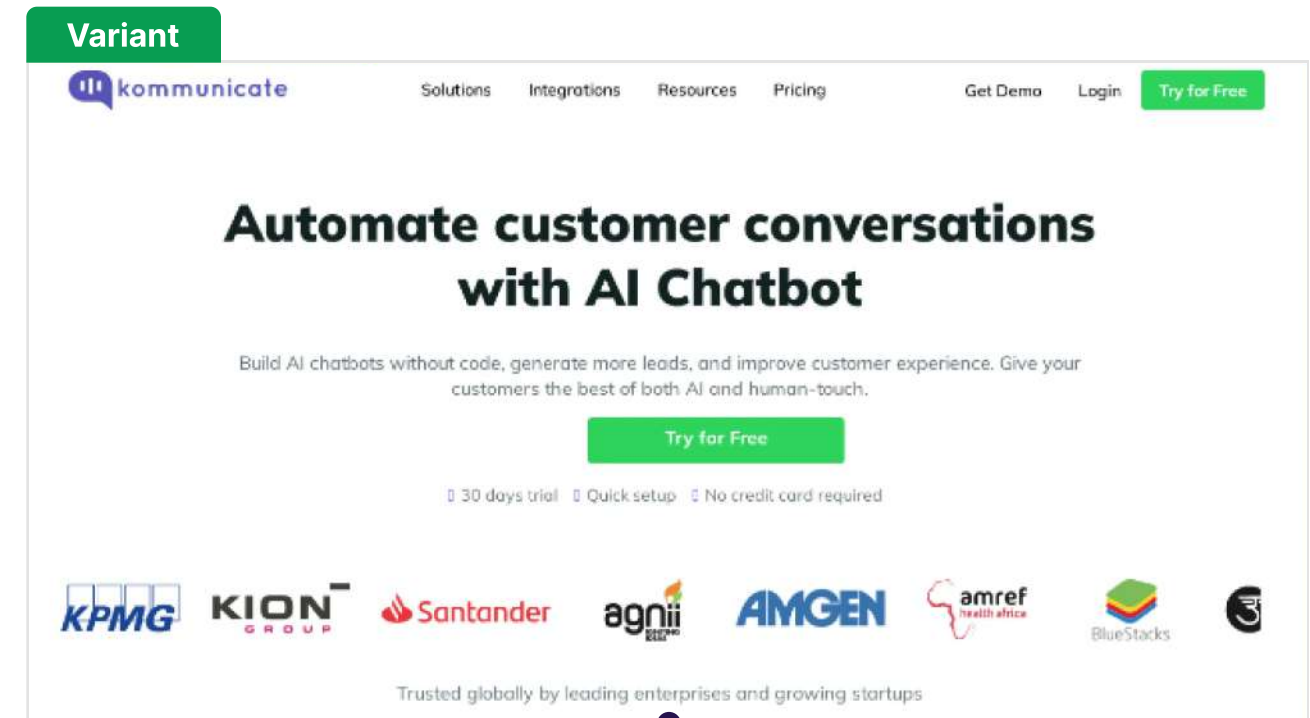 Variant
kommunicate
Solutions Integrations Resources Pricing Get Demo Login Try for Free
Automate customer conversations
with AI Chatbot
Build AI chatbots without code, generate more leads, and improve customer experience. Give your
customers the best of both AI and human-touch.
Try for Free
30 days trial Quick setup No credit card required
KPMG KION GROUP Santander agnii IGNITING IDEAS AMGEN amref health africa BlueStacks
Trusted globally by leading enterprises and growing startups